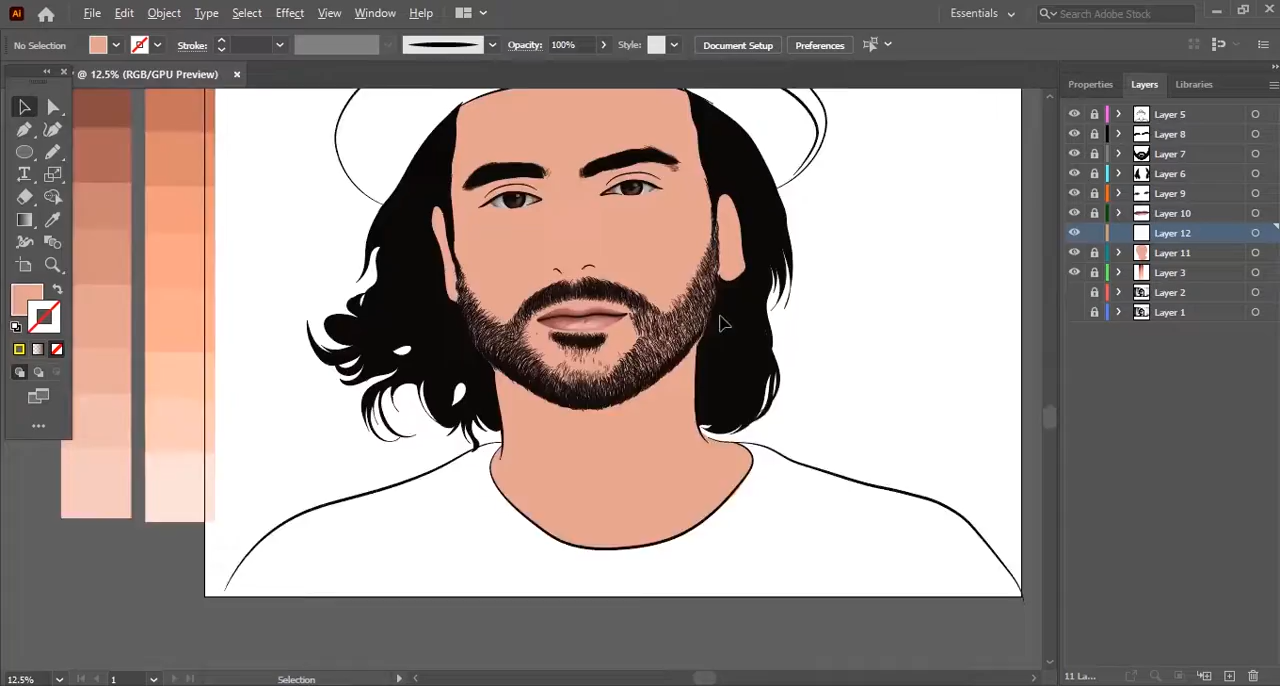 Ai File Edit Object Type Select Effect View Window Help Essentials Search Adobe Stock
No Selection Stroke: Opacity: 100% Style: Document Setup Preferences
@ 12.5% (RGB/GPU Preview) ×
Properties Layers Libraries
Layer 5
Layer 8
Layer 7
Layer 6
Layer 9
Layer 10
Layer 12
Layer 11
Layer 3
Layer 2
Layer 1
12.5% 1 Selection 11 La...